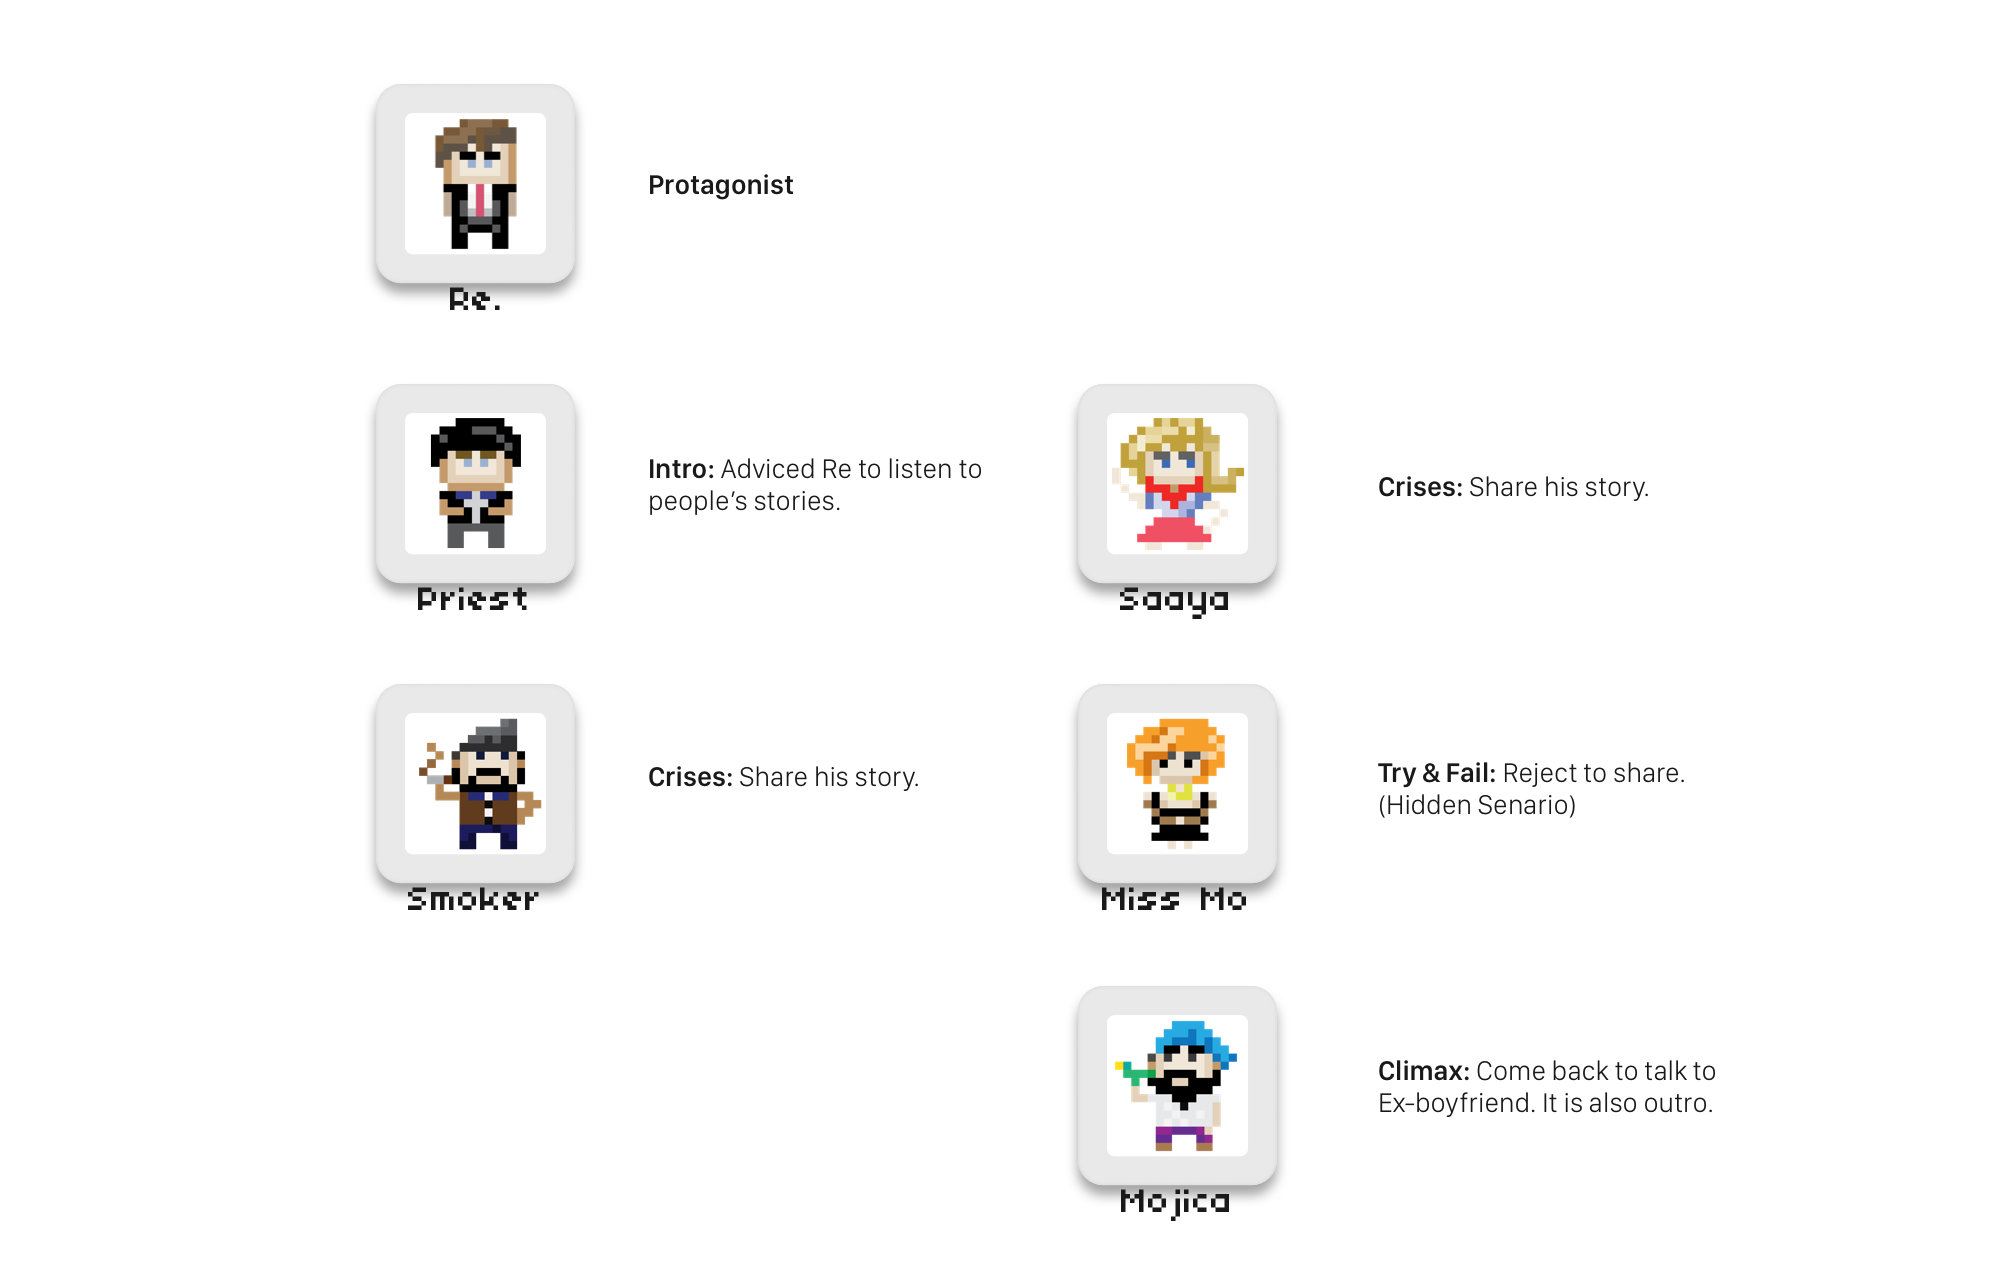 Protagonist
Re.
Intro: Adviced Re to listen to
people’s stories.
Priest
Crises: Share his story.
Saaya
Crises: Share his story.
Smoker
Try & Fail: Reject to share.
(Hidden Senario)
Miss Mo
Climax: Come back to talk to
Ex-boyfriend. It is also outro.
Mojica